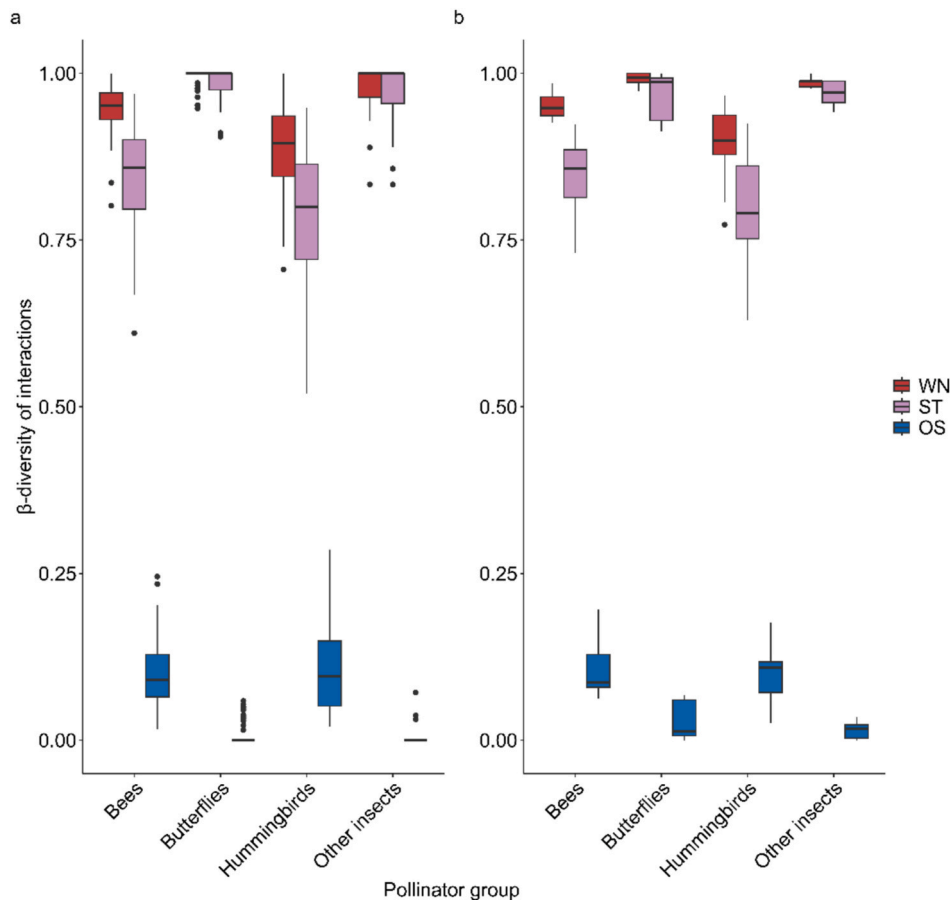 a
b
β-diversity of interactions
1.00
0.75
0.50
0.25
0.00
Bees
Butterflies
Hummingbirds
Other insects
1.00
0.75
0.50
0.25
0.00
Bees
Butterflies
Hummingbirds
Other insects
WN
ST
OS
Pollinator group